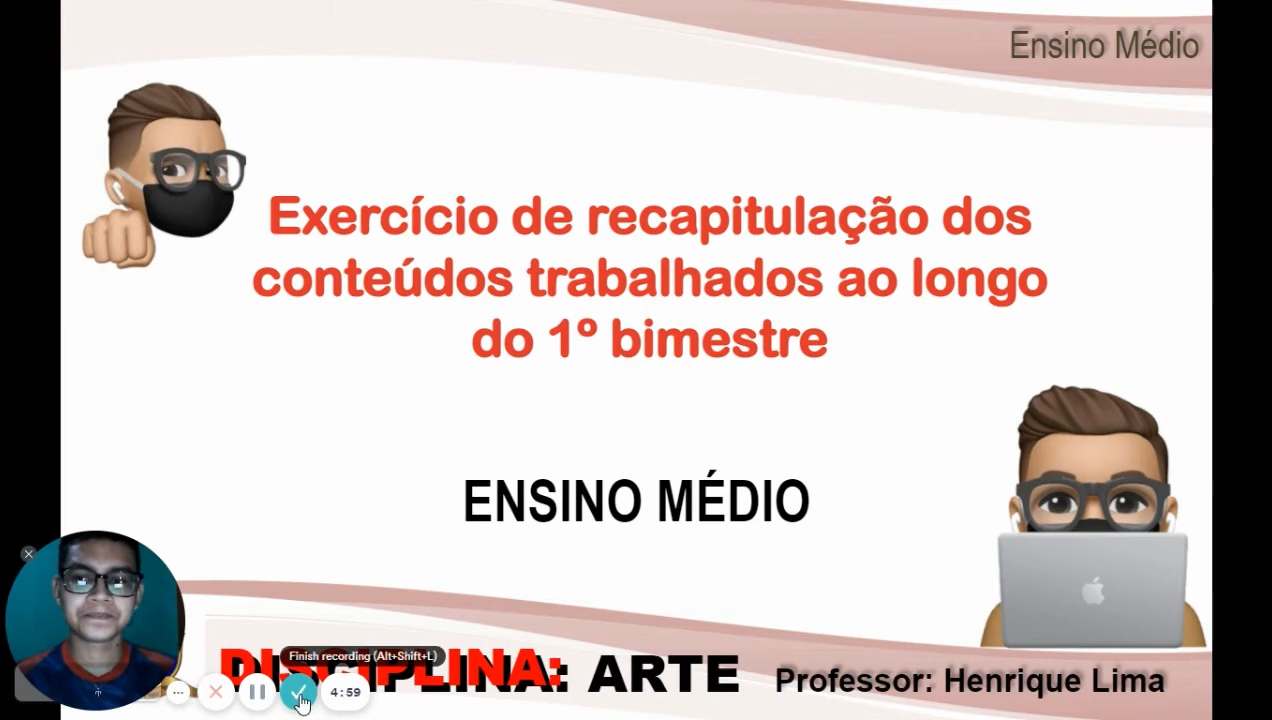 Ensino Médio
Exercício de recapitulação dos
conteúdos trabalhados ao longo
do 1º bimestre
ENSINO MÉDIO
Finish recording (Alt+Shift+L)
DISCIPLINA: ARTE
Professor: Henrique Lima
4:59